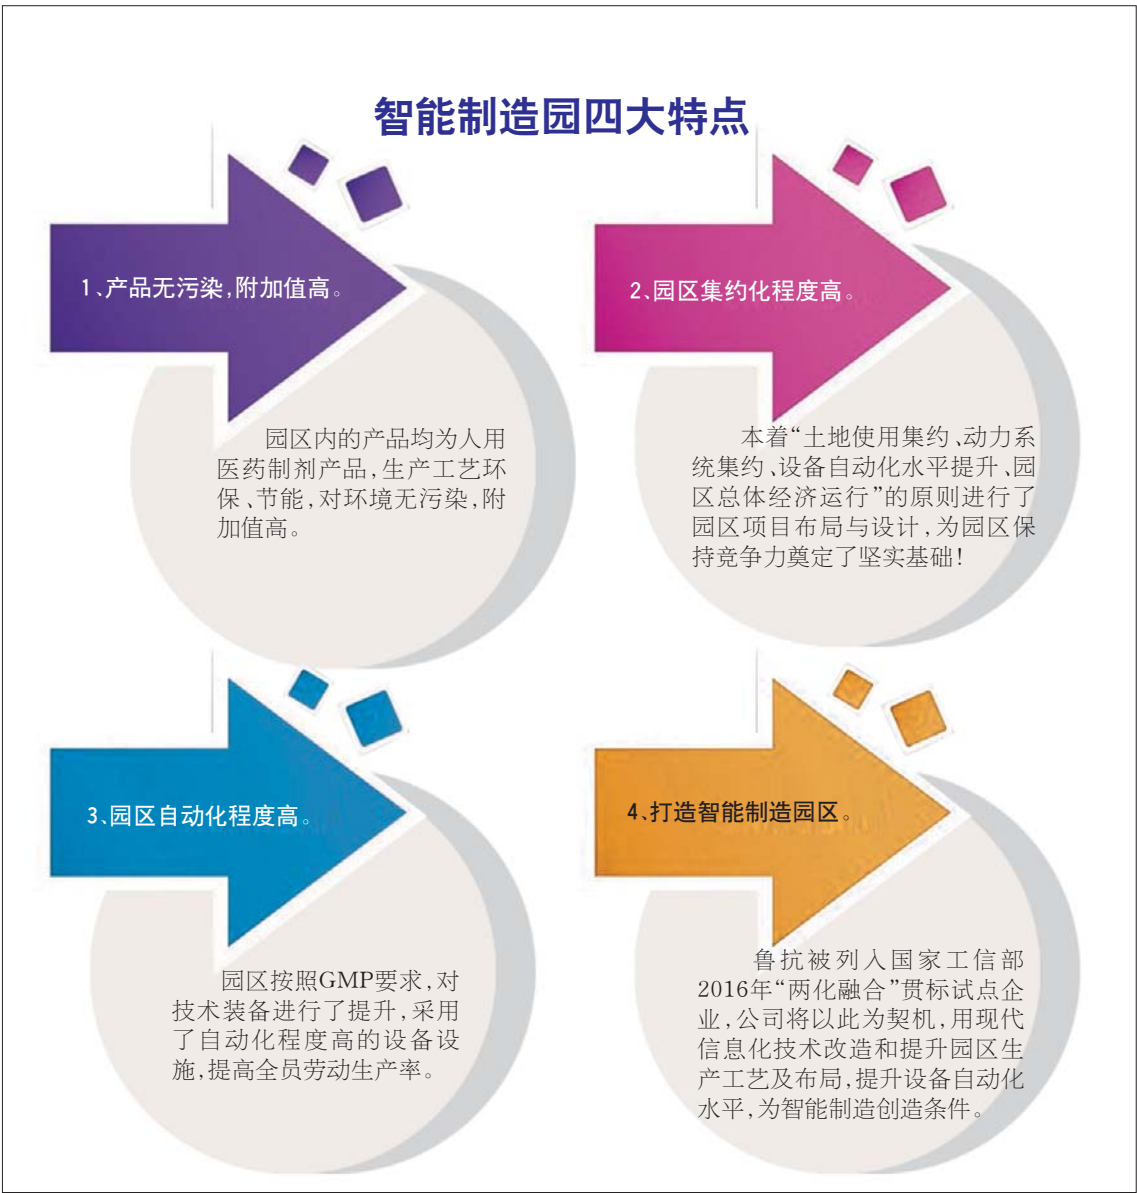 智能制造园四大特点
1、产品无污染,附加值高。
园区内的产品均为人用
医药制剂产品,生产工艺环
保、节能,对环境无污染,附
加值高。
2、园区集约化程度高。
本着“土地使用集约、动力系
统集约、设备自动化水平提升、园
区总体经济运行”的原则进行了
园区项目布局与设计,为园区保
持竞争力奠定了坚实基础!
3、园区自动化程度高。
园区按照GMP要求,对
技术装备进行了提升,采用
了自动化程度高的设备设
施,提高全员劳动生产率。
4、打造智能制造园区。
鲁抗被列入国家工信部
2016年“两化融合”贯标试点企
业,公司将以此为契机,用现代
信息化技术改造和提升园区生
产工艺及布局,提升设备自动化
水平,为智能制造创造条件。